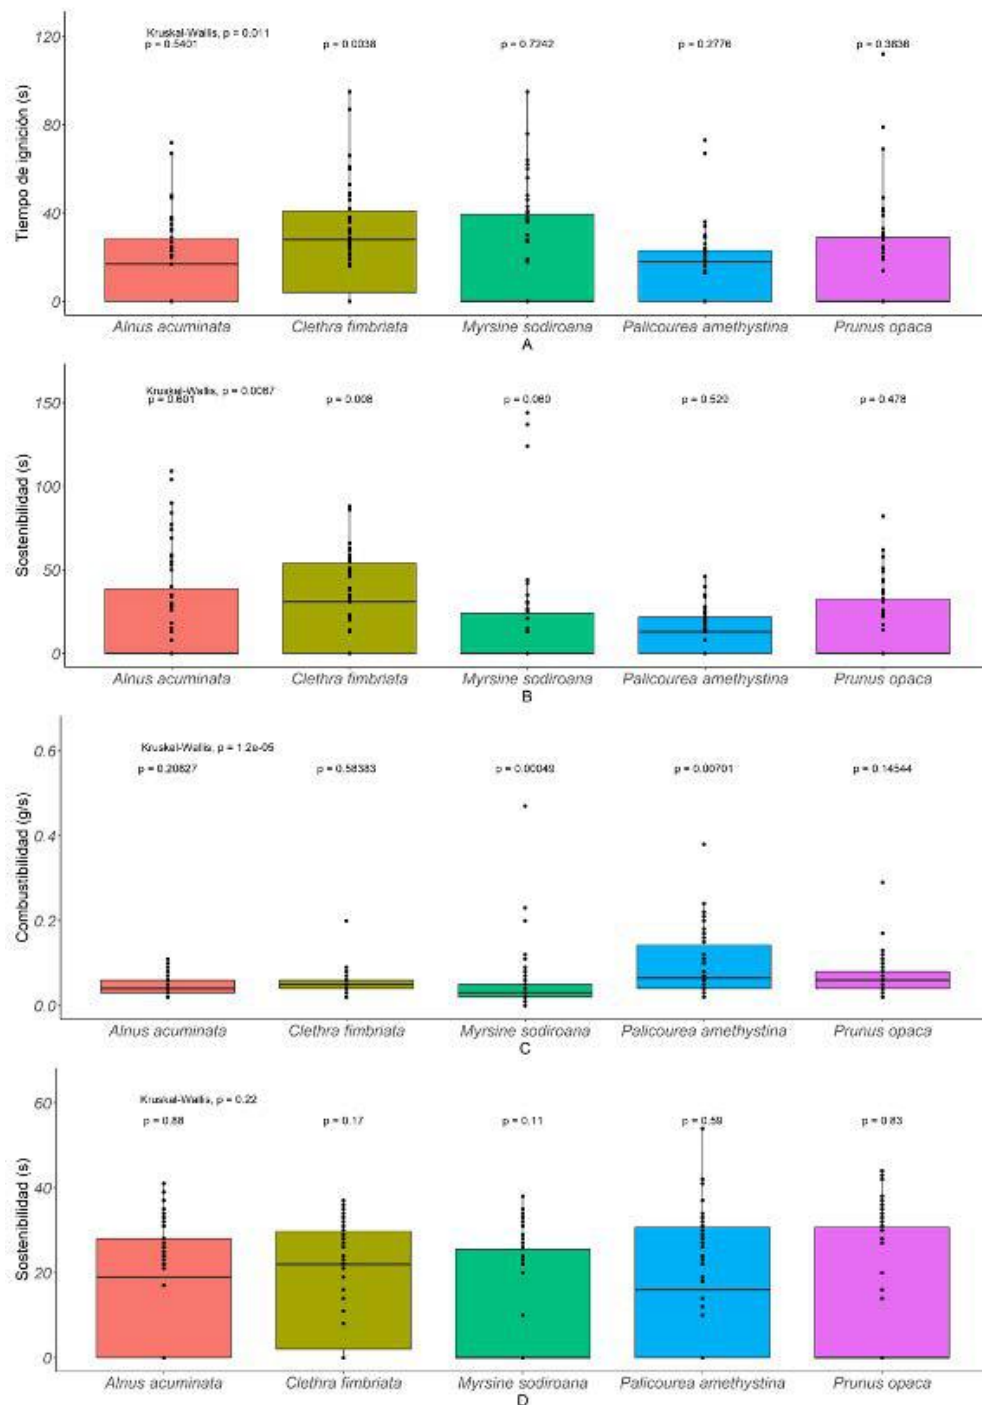 Kruskal-Wallis, p = 0.011
p = 0.5401 p = 0.0038 p = 0.7242 p = 0.2776 p = 0.3636
120
80
40
0
Tiempo de ignición (s)
Alnus acuminata Clethra fimbriata Myrsine sodiroana Palicourea amethystina Prunus opaca
A
Kruskal-Wallis, p = 0.0067
p = 0.601 p = 0.008 p = 0.060 p = 0.529 p = 0.478
150
100
50
0
Sostenibilidad (s)
Alnus acuminata Clethra fimbriata Myrsine sodiroana Palicourea amethystina Prunus opaca
B
Kruskal-Wallis, p = 1.2e-05
p = 0.20827 p = 0.58383 p = 0.00049 p = 0.00701 p = 0.14544
0.6
0.4
0.2
0.0
Combustibilidad (g/s)
Alnus acuminata Clethra fimbriata Myrsine sodiroana Palicourea amethystina Prunus opaca
C
Kruskal-Wallis, p = 0.22
p = 0.88 p = 0.17 p = 0.11 p = 0.59 p = 0.83
60
40
20
0
Sostenibilidad (s)
Alnus acuminata Clethra fimbriata Myrsine sodiroana Palicourea amethystina Prunus opaca
D